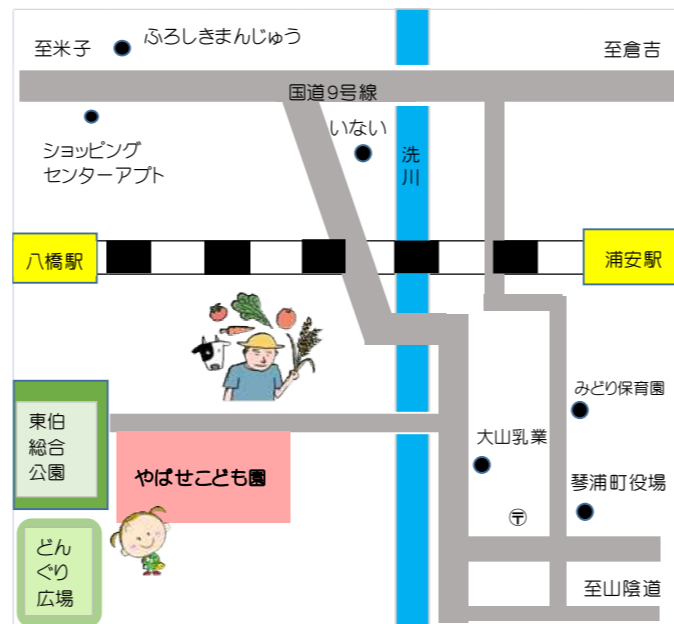 至米子
ふろしきまんじゅう
至倉吉
国道9号線
いない
ショッピング
センターアプト
洗
川
八橋駅
浦安駅
みどり保育園
東伯
総合
公園
大山乳業
やばせこども園
琴浦町役場
〒
どん
ぐり
広場
至山陰道